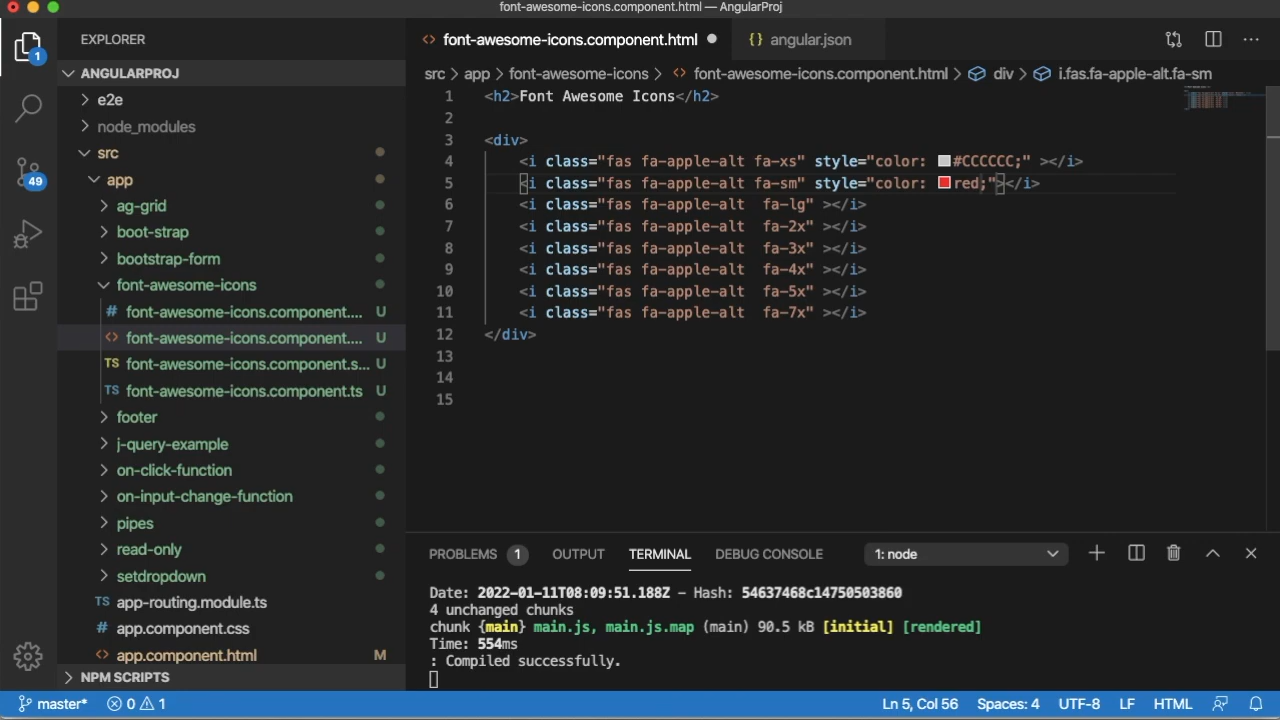 font-awesome-icons.component.html — AngularProj
EXPLORER
1
49
ANGULARPROJ
e2e
node_modules
src
app
ag-grid
boot-strap
bootstrap-form
font-awesome-icons
# font-awesome-icons.component.... U
<> font-awesome-icons.component.... U
TS font-awesome-icons.component.s... U
TS font-awesome-icons.component.ts U
footer
j-query-example
on-click-function
on-input-change-function
pipes
read-only
setdropdown
TS app-routing.module.ts
# app.component.css
<> app.component.html M
NPM SCRIPTS
<> font-awesome-icons.component.html
{} angular.json
src > app > font-awesome-icons > <> font-awesome-icons.component.html > div > i.fas.fa-apple-alt.fa-sm
1 <h2>Font Awesome Icons</h2>
2
3 <div>
4 <i class="fas fa-apple-alt fa-xs" style="color: #CCCCCC;" ></i>
5 <i class="fas fa-apple-alt fa-sm" style="color: red;"></i>
6 <i class="fas fa-apple-alt  fa-lg" ></i>
7 <i class="fas fa-apple-alt  fa-2x" ></i>
8 <i class="fas fa-apple-alt  fa-3x" ></i>
9 <i class="fas fa-apple-alt  fa-4x" ></i>
10 <i class="fas fa-apple-alt  fa-5x" ></i>
11 <i class="fas fa-apple-alt  fa-7x" ></i>
12 </div>
13
14
15
PROBLEMS 1 OUTPUT TERMINAL DEBUG CONSOLE 1: node
Date: 2022-01-11T08:09:51.188Z - Hash: 54637468c14750503860
4 unchanged chunks
chunk {main} main.js, main.js.map (main) 90.5 kB [initial] [rendered]
Time: 554ms
: Compiled successfully.
master* 0 1 Ln 5, Col 56 Spaces: 4 UTF-8 LF HTML